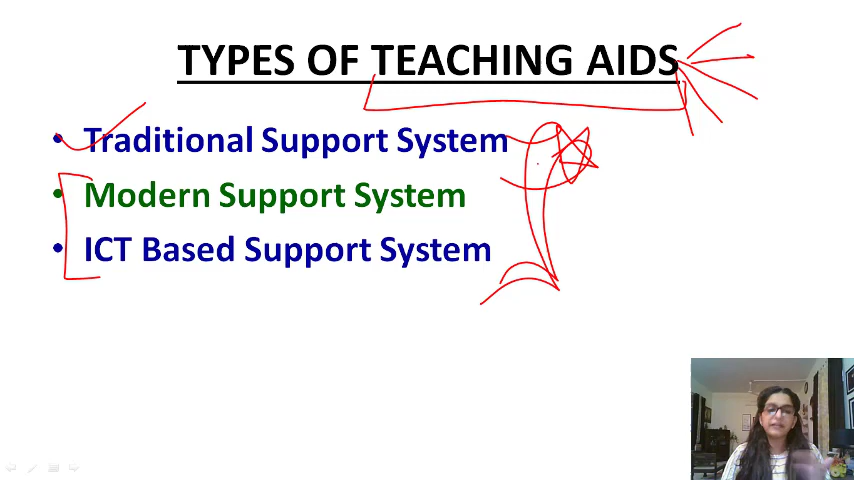 TYPES OF TEACHING AIDS
• Traditional Support System
• Modern Support System
• ICT Based Support System